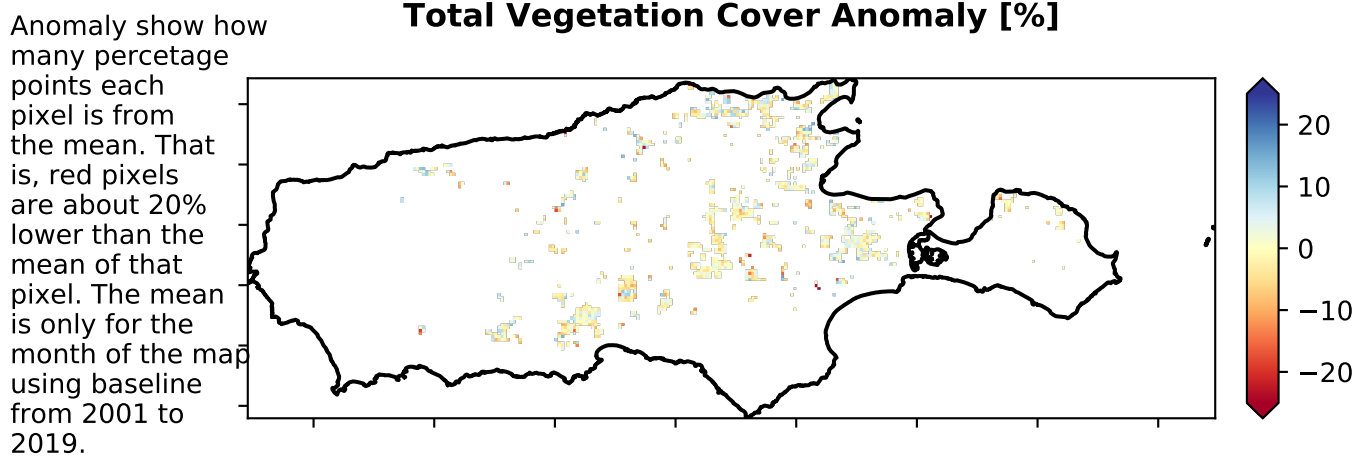 Total Vegetation Cover Anomaly [%]
Anomaly show how
many percetage
points each
pixel is from
the mean. That
is, red pixels
are about 20%
lower than the
mean of that
pixel. The mean
is only for the
month of the map
using baseline
from 2001 to
2019.
20
10
0
−10
−20